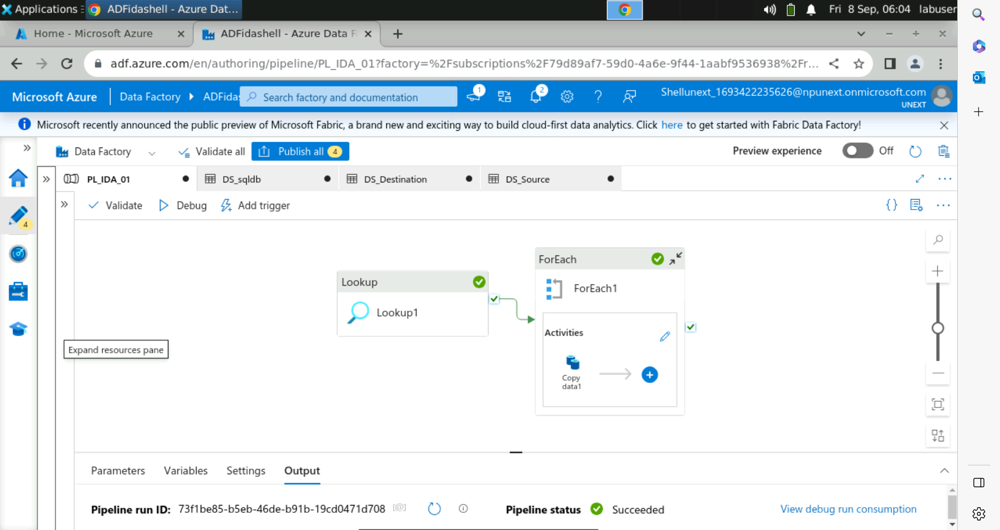 Applications
ADFidashell - Azure Dat...
Fri 8 Sep, 06:04 labuser
Home - Microsoft Azure
ADFidashell - Azure Data F
adf.azure.com/en/authoring/pipeline/PL_IDA_01?factory=%2Fsubscriptions%2F79d89af7-59d0-4a6e-9f44-1aabf9536938%2Fr...
Microsoft Azure
Data Factory
ADFidas
Search factory and documentation
1
2
Shellunext_1693422235626@npunext.onmicrosoft.com
UNEXT
Microsoft recently announced the public preview of Microsoft Fabric, a brand new and exciting way to build cloud-first data analytics. Click here to get started with Fabric Data Factory!
Data Factory
Validate all
Publish all 4
Preview experience
Off
PL_IDA_01
DS_sqldb
DS_Destination
DS_Source
Validate
Debug
Add trigger
4
ForEach
Lookup
ForEach1
Lookup1
Activities
Expand resources pane
Copy
data1
Parameters
Variables
Settings
Output
Pipeline run ID: 73f1be85-b5eb-46de-b91b-19cd0471d708 [@]
Pipeline status
Succeeded
View debug run consumption